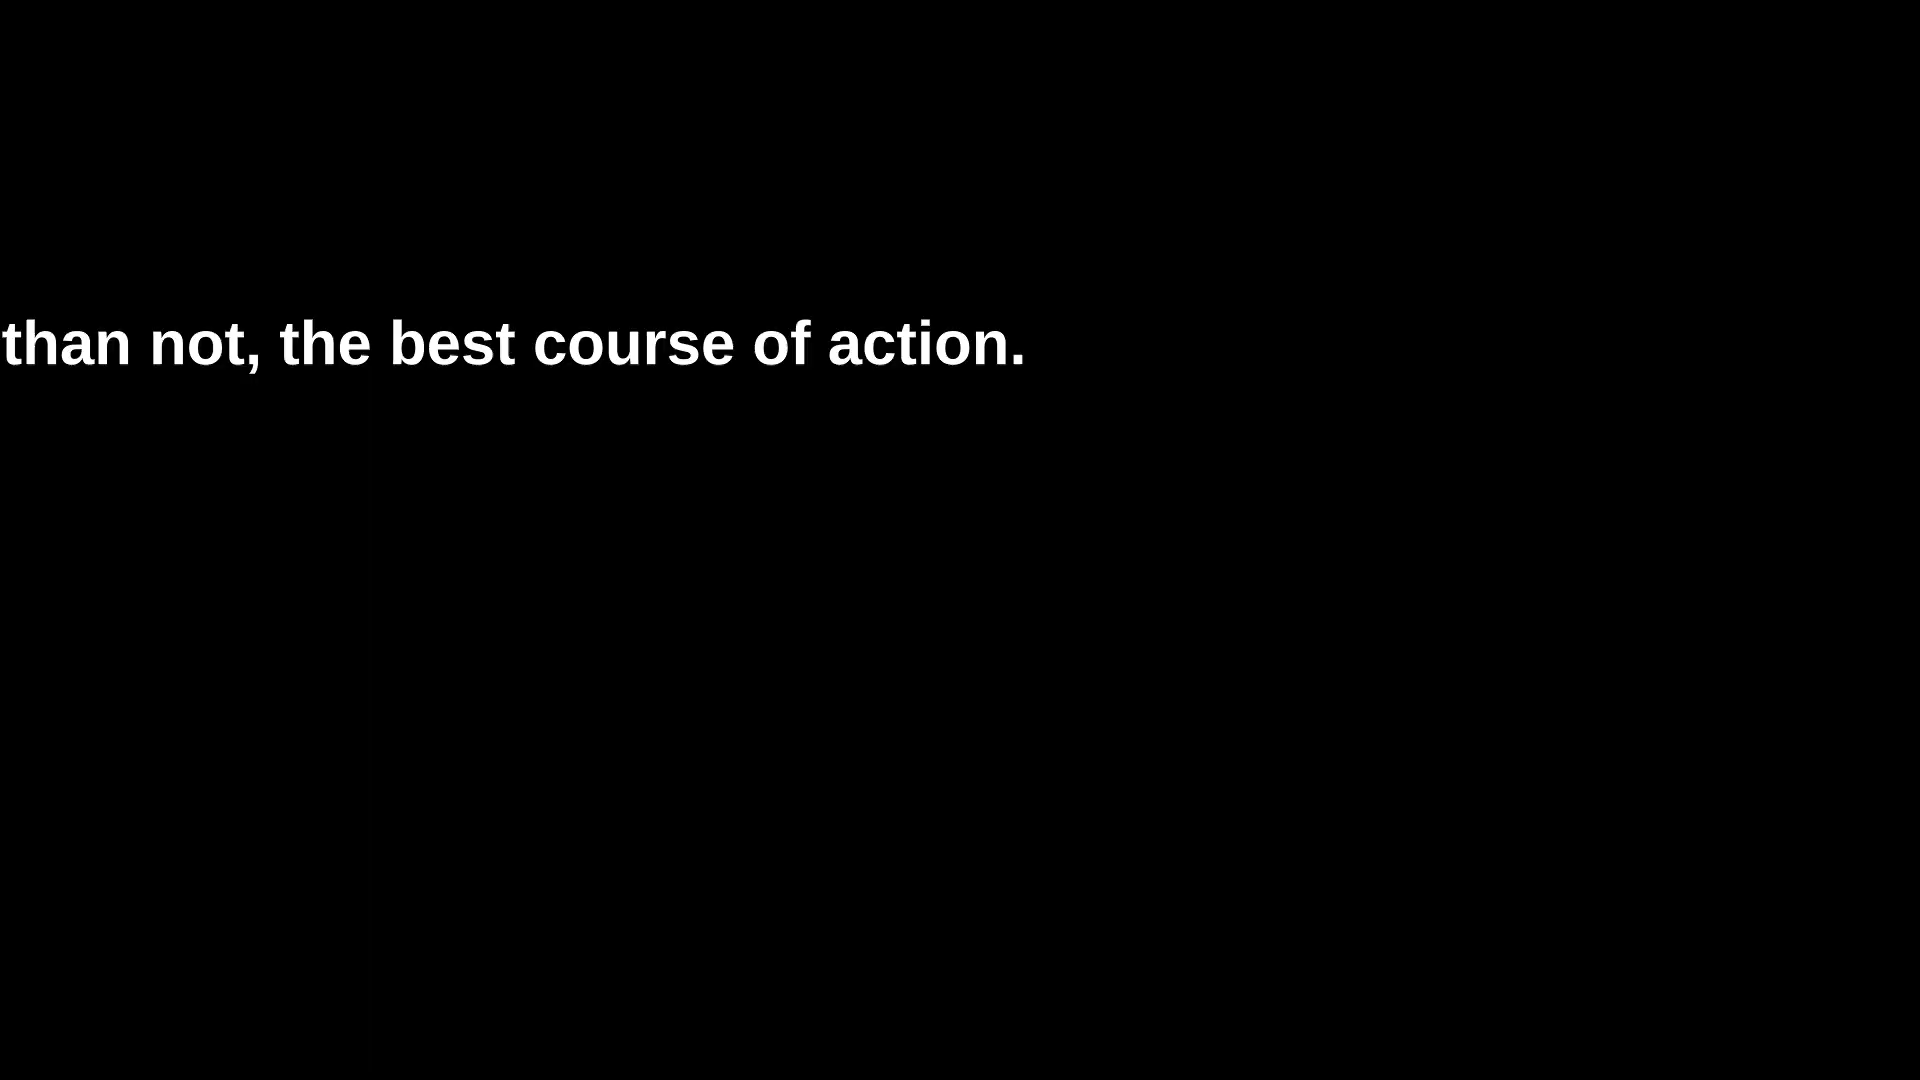 than not, the best course of action.